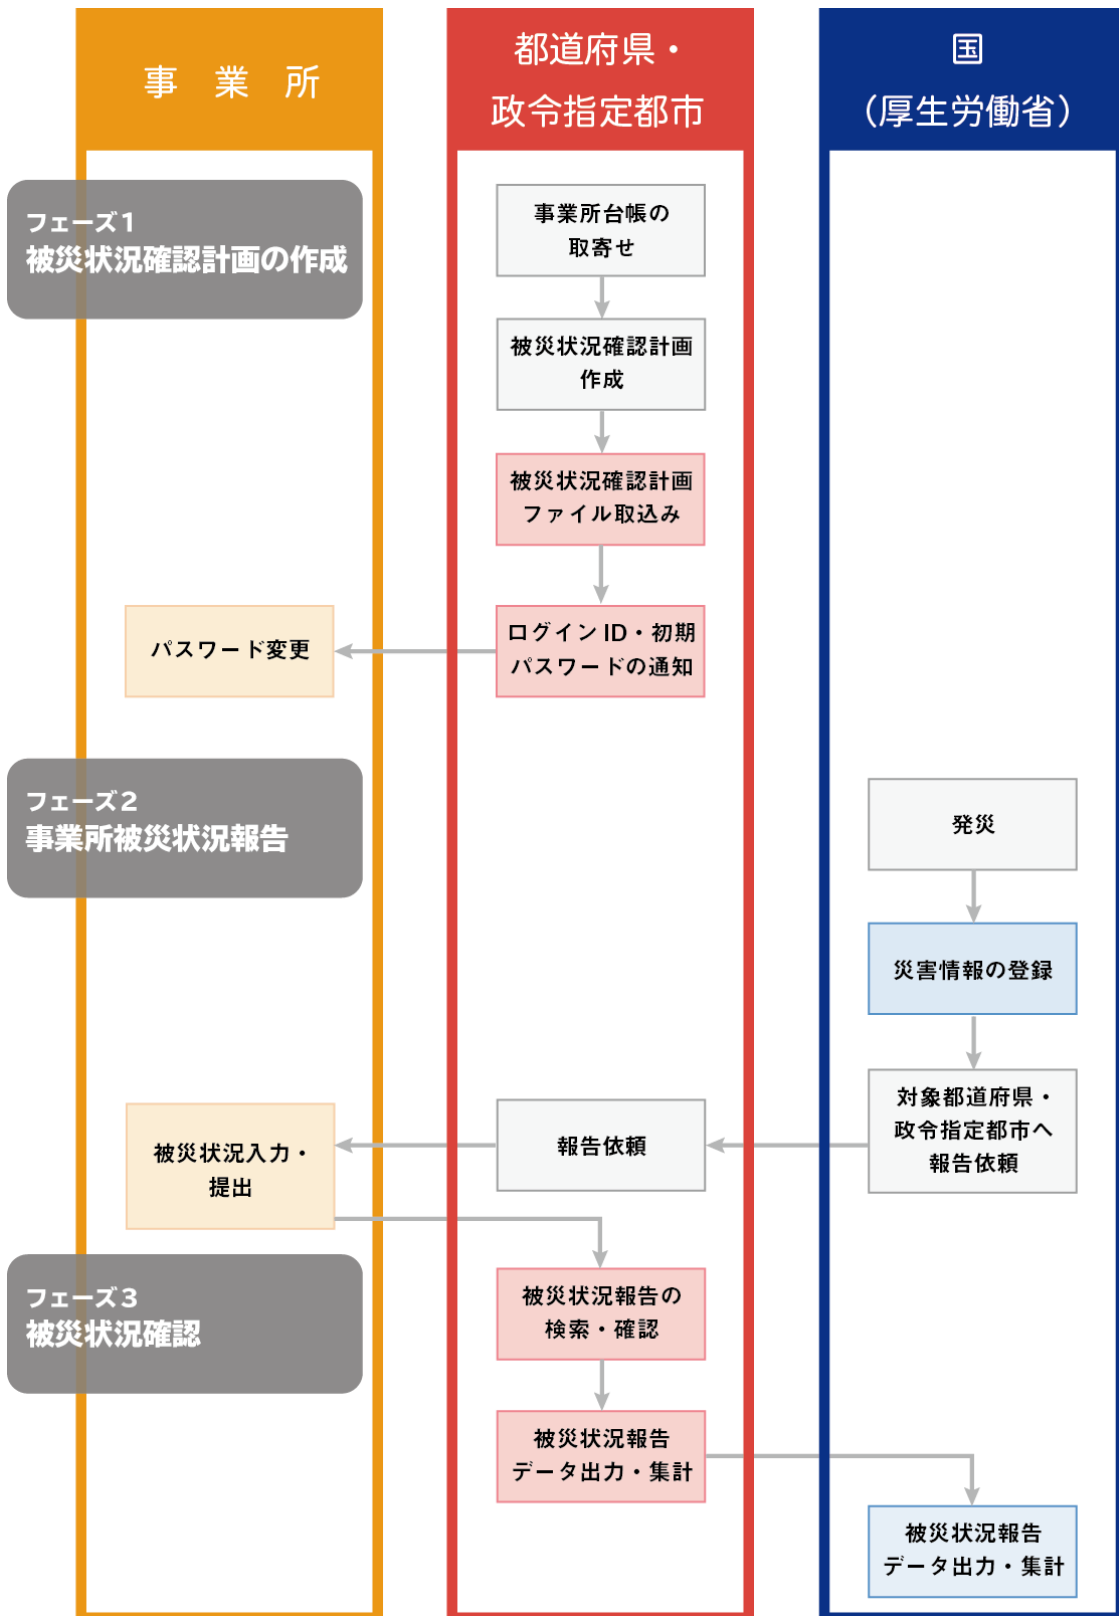 事業所
都道府県・
政令指定都市
国
(厚生労働省)
フェーズ1
被災状況確認計画の作成
事業所台帳の
取寄せ
被災状況確認計画
作成
被災状況確認計画
ファイル取込み
ログイン ID・初期
パスワードの通知
パスワード変更
フェーズ2
事業所被災状況報告
発災
災害情報の登録
対象都道府県・
政令指定都市へ
報告依頼
報告依頼
被災状況入力・
提出
フェーズ3
被災状況確認
被災状況報告の
検索・確認
被災状況報告
データ出力・集計
被災状況報告
データ出力・集計